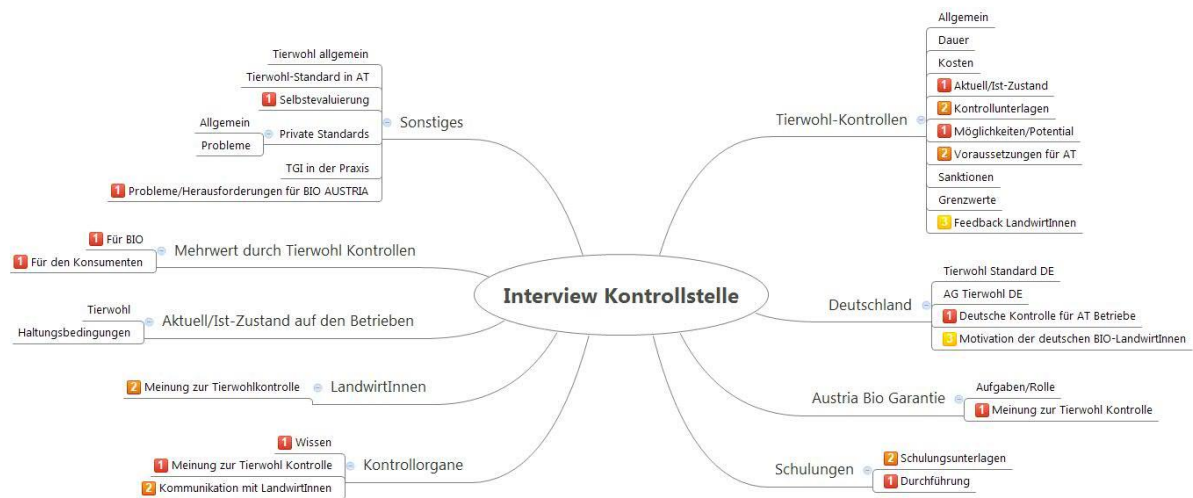 Interview Kontrollstelle
Tierwohl-Kontrollen
Allgemein
Dauer
Kosten
1 Aktuell/Ist-Zustand
2 Kontrollunterlagen
1 Möglichkeiten/Potential
2 Voraussetzungen für AT
Sanktionen
Grenzwerte
3 Feedback LandwirtInnen
Deutschland
Tierwohl Standard DE
AG Tierwohl DE
1 Deutsche Kontrolle für AT Betriebe
3 Motivation der deutschen BIO-LandwirtInnen
Austria Bio Garantie
Aufgaben/Rolle
1 Meinung zur Tierwohl Kontrolle
Schulungen
2 Schulungsunterlagen
1 Durchführung
Sonstiges
Tierwohl allgemein
Tierwohl-Standard in AT
1 Selbstevaluierung
Private Standards
Allgemein
Probleme
TGI in der Praxis
1 Probleme/Herausforderungen für BIO AUSTRIA
Mehrwert durch Tierwohl Kontrollen
1 Für BIO
1 Für den Konsumenten
Aktuell/Ist-Zustand auf den Betrieben
Tierwohl
Haltungsbedingungen
LandwirtInnen
2 Meinung zur Tierwohlkontrolle
Kontrollorgane
1 Wissen
1 Meinung zur Tierwohl Kontrolle
2 Kommunikation mit LandwirtInnen